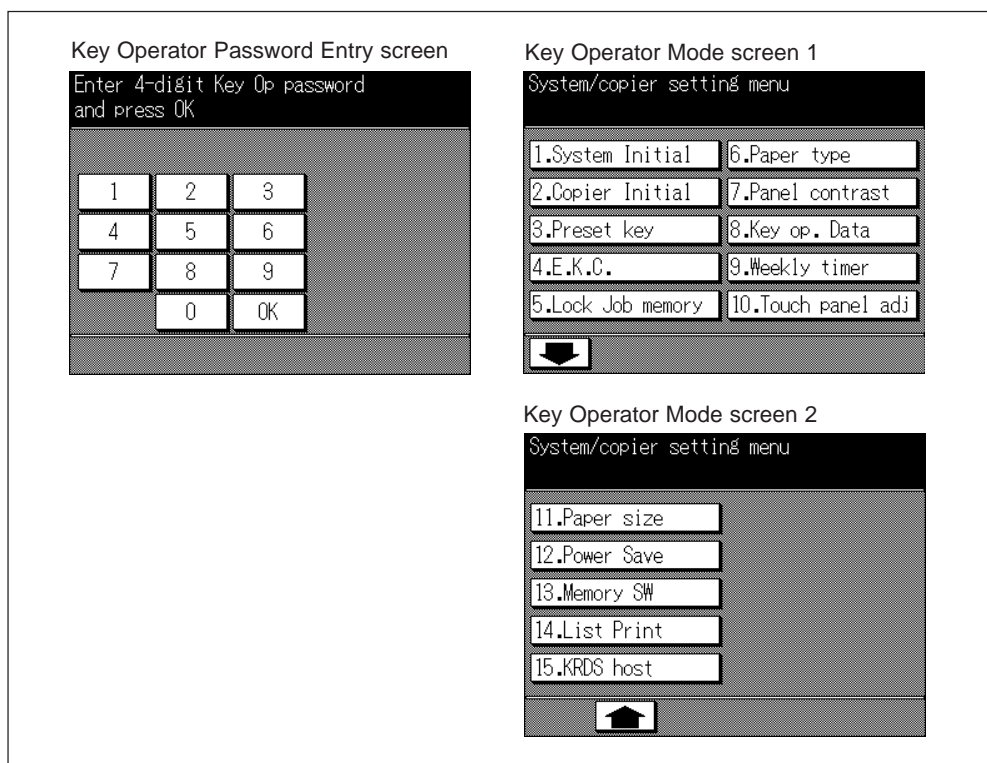 Key Operator Password Entry screen
Enter 4-digit Key Op password
and press OK
1 2 3
4 5 6
7 8 9
0 OK
Key Operator Mode screen 1
System/copier setting menu
1.System Initial 6.Paper type
2.Copier Initial 7.Panel contrast
3.Preset key 8.Key op. Data
4.E.K.C. 9.Weekly timer
5.Lock Job memory 10.Touch panel adj
Key Operator Mode screen 2
System/copier setting menu
11.Paper size
12.Power Save
13.Memory SW
14.List Print
15.KRDS host